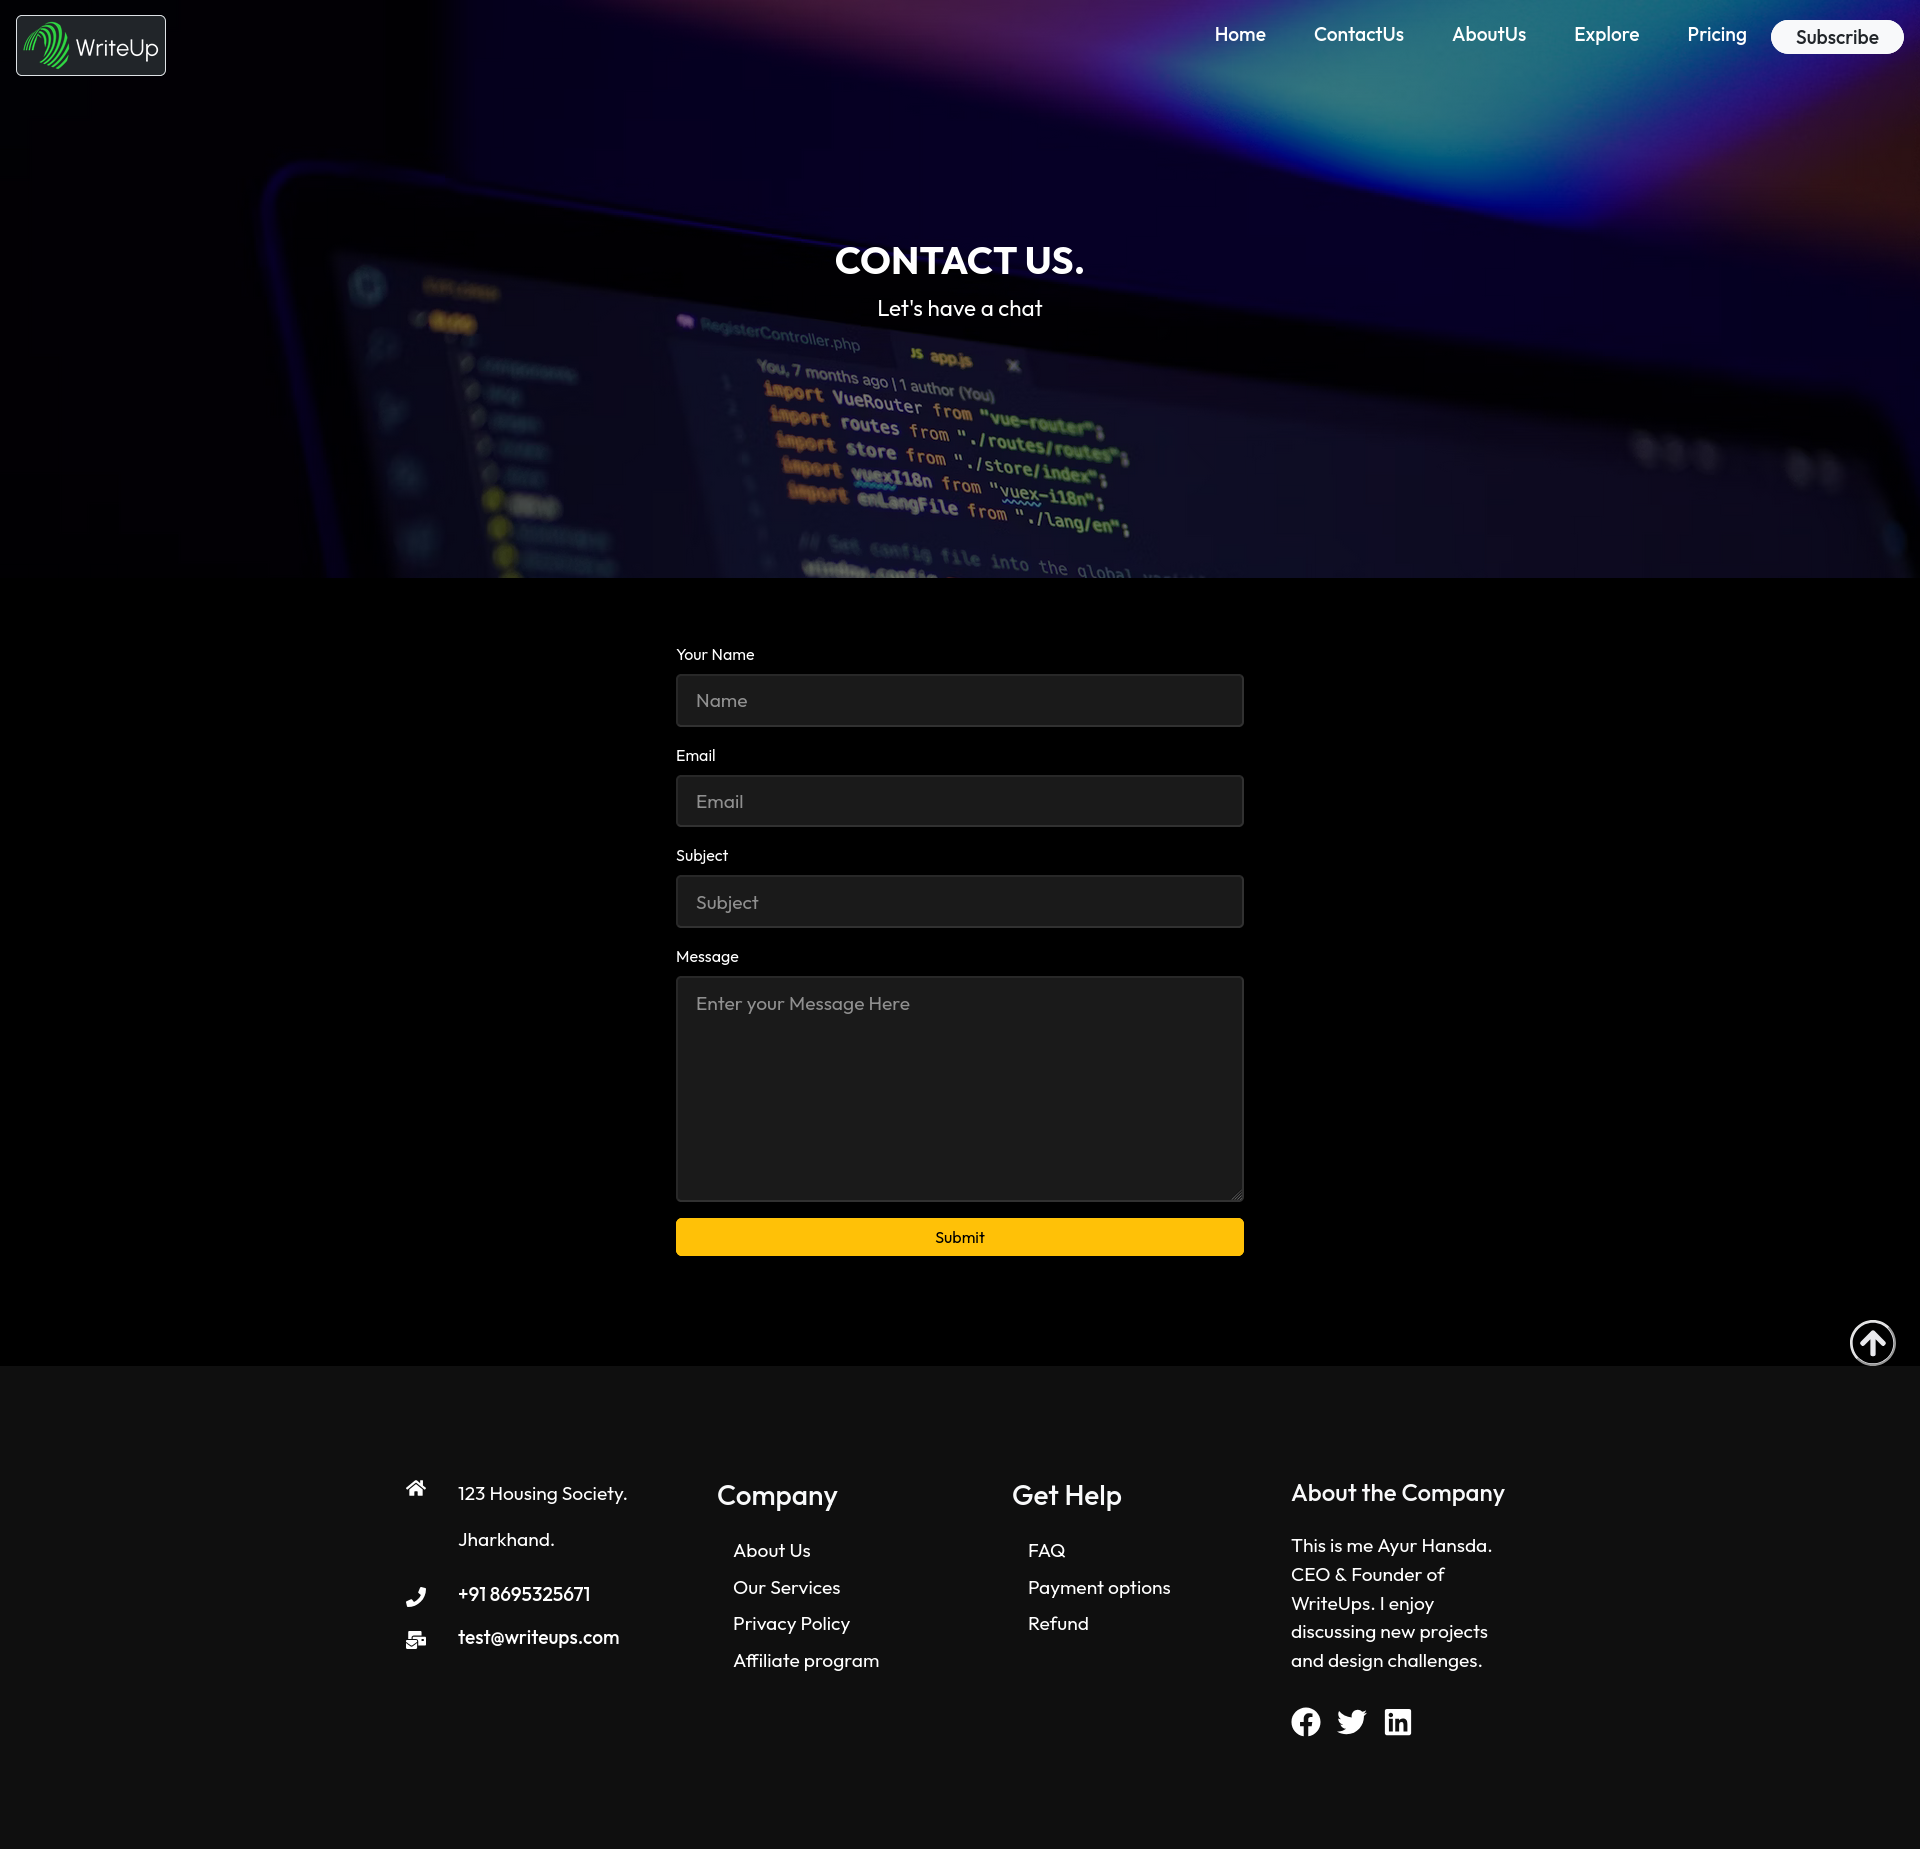 WriteUp
Home
ContactUs
AboutUs
Explore
Pricing
Subscribe
CONTACT US.
Let's have a chat
RegisterController.php
JS app.js
You, 7 months ago | 1 author (You)
import VueRouter from "vue-router";
import routes from "./routes/routes";
import store from "./store/index";
import vuexI18n from "vuex-i18n";
import enLangFile from "./lang/en";
// Set config file into the global
window.config
Your Name
Name
Email
Email
Subject
Subject
Message
Enter your Message Here
Submit
123 Housing Society.
Jharkhand.
+91 8695325671
test@writeups.com
Company
About Us
Our Services
Privacy Policy
Affiliate program
Get Help
FAQ
Payment options
Refund
About the Company
This is me Ayur Hansda.
CEO & Founder of
WriteUps. I enjoy
discussing new projects
and design challenges.